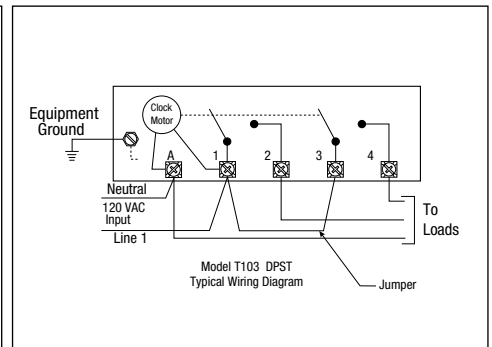 Equipment
Ground
Clock
Motor
A
1
2
3
4
Neutral
120 VAC
Input
Line 1
To
Loads
Model T103 DPST
Typical Wiring Diagram
Jumper